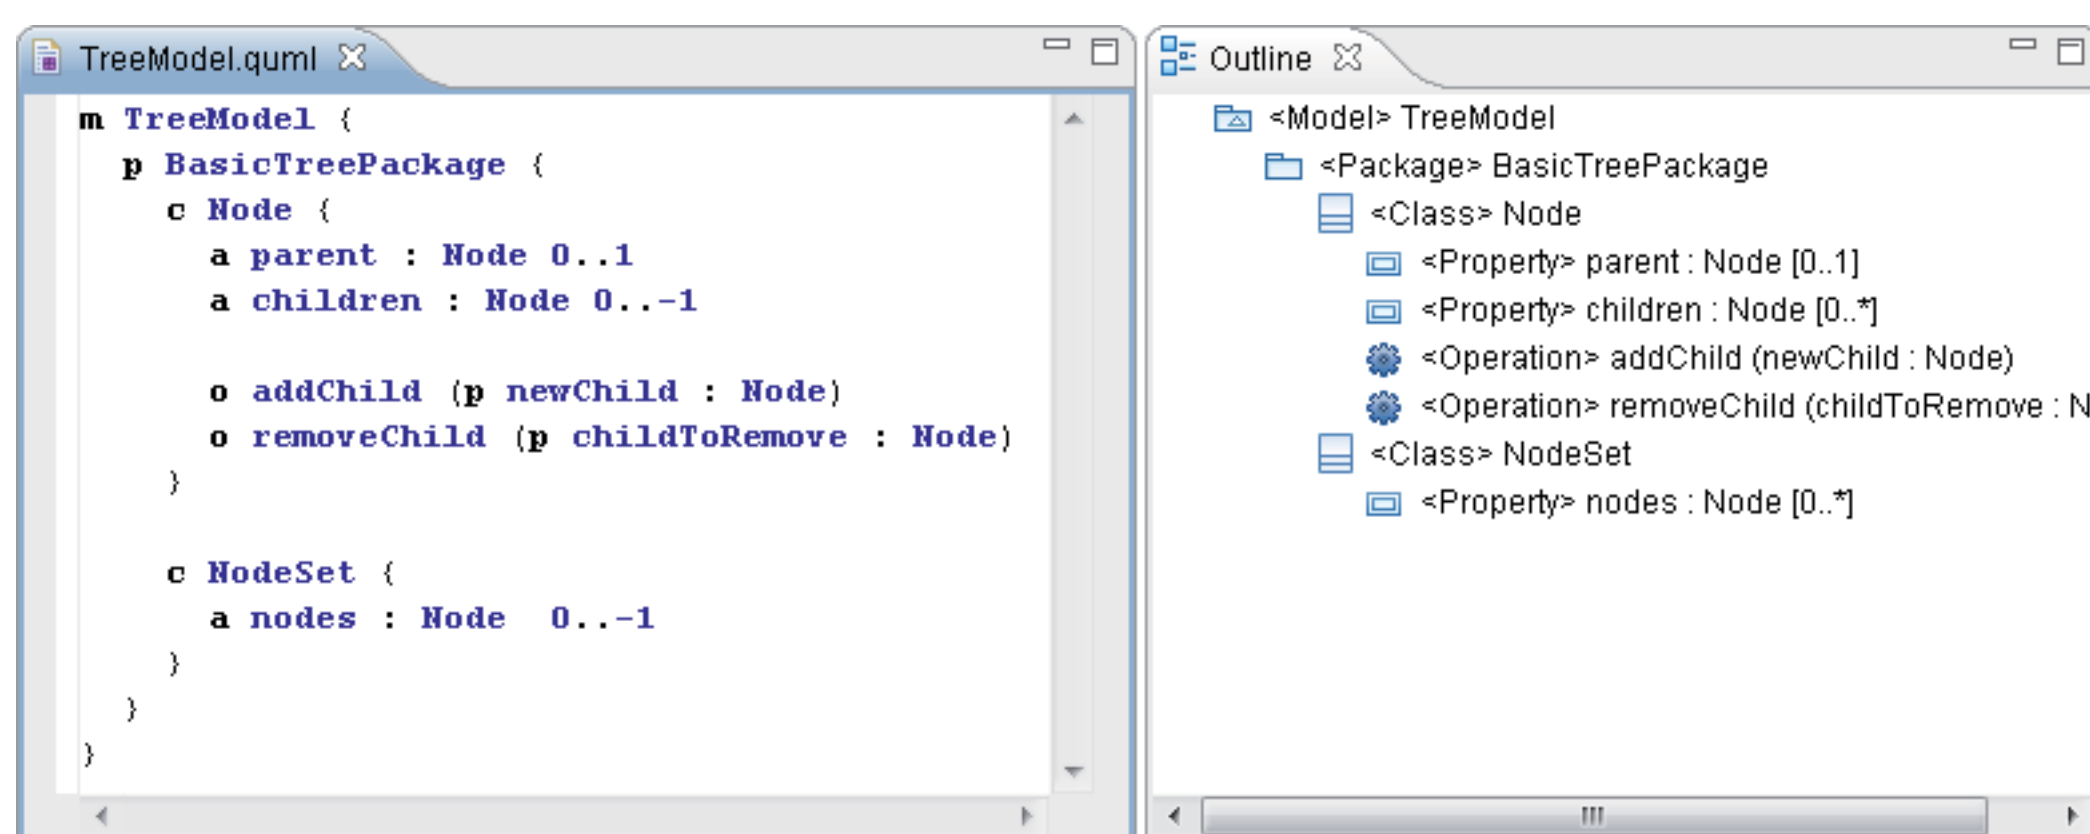 TreeModel.quml
m TreeModel {
p BasicTreePackage {
c Node {
a parent : Node 0..1
a children : Node 0..-1
o addChild (p newChild : Node)
o removeChild (p childToRemove : Node)
}
c NodeSet {
a nodes : Node 0..-1
}
}
}
Outline
<Model> TreeModel
<Package> BasicTreePackage
<Class> Node
<Property> parent : Node [0..1]
<Property> children : Node [0..*]
<Operation> addChild (newChild : Node)
<Operation> removeChild (childToRemove : N
<Class> NodeSet
<Property> nodes : Node [0..*]